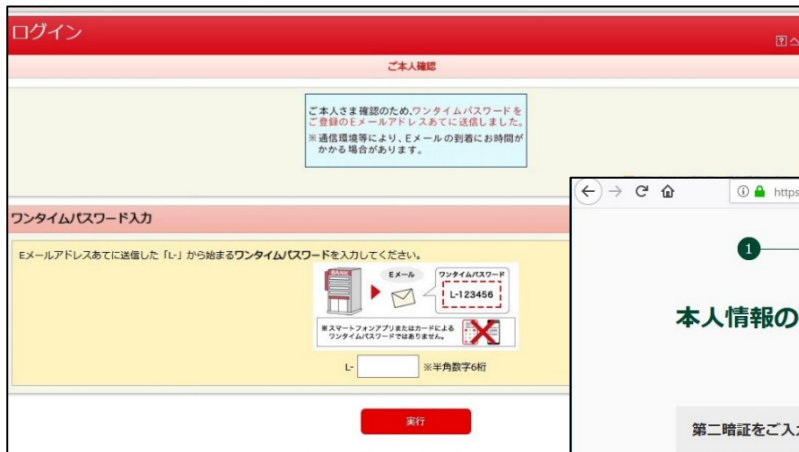 ログイン
ご本人確認
ご本人さま確認のため、ワンタイムパスワードを
ご登録のEメールアドレスあてに送信しました。
※通信環境等により、Eメールの到着にお時間が
かかる場合があります。
ワンタイムパスワード入力
Eメールアドレスあてに送信した「L-」から始まるワンタイムパスワードを入力してください。
BANK
Eメール
ワンタイムパスワード
L-123456
※スマートフォンアプリまたはカードによる
ワンタイムパスワードではありません。
L-
※半角数字6桁
実行
https
1
本人情報の
第二暗証をご入